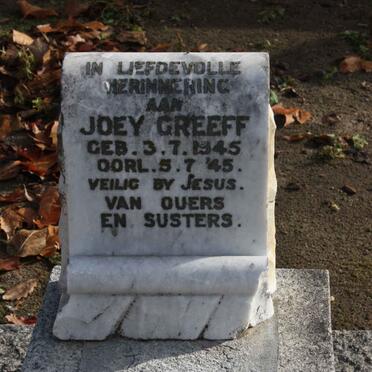 IN LIEFDEVOLLE
HERINNERING
AAN
JOEY GREEFF
GEB. 3.7.1945
OORL. 5.7.'45.
VEILIG BY JESUS.
VAN OUERS
EN SUSTERS.